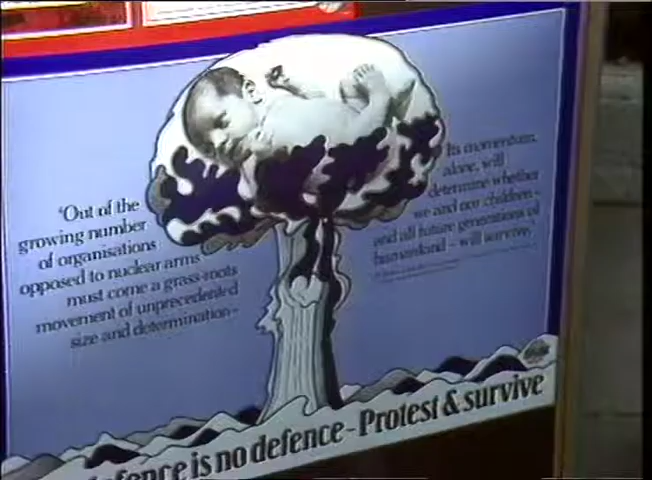 'Out of the
growing number
of organisations
opposed to nuclear arms
must come a grass-roots
movement of unprecedented
size and determination-
Its momentum,
alone, will
determine whether
we and our children-
and all future generations of
humankind - will survive.'
is no defence - Protest & survive